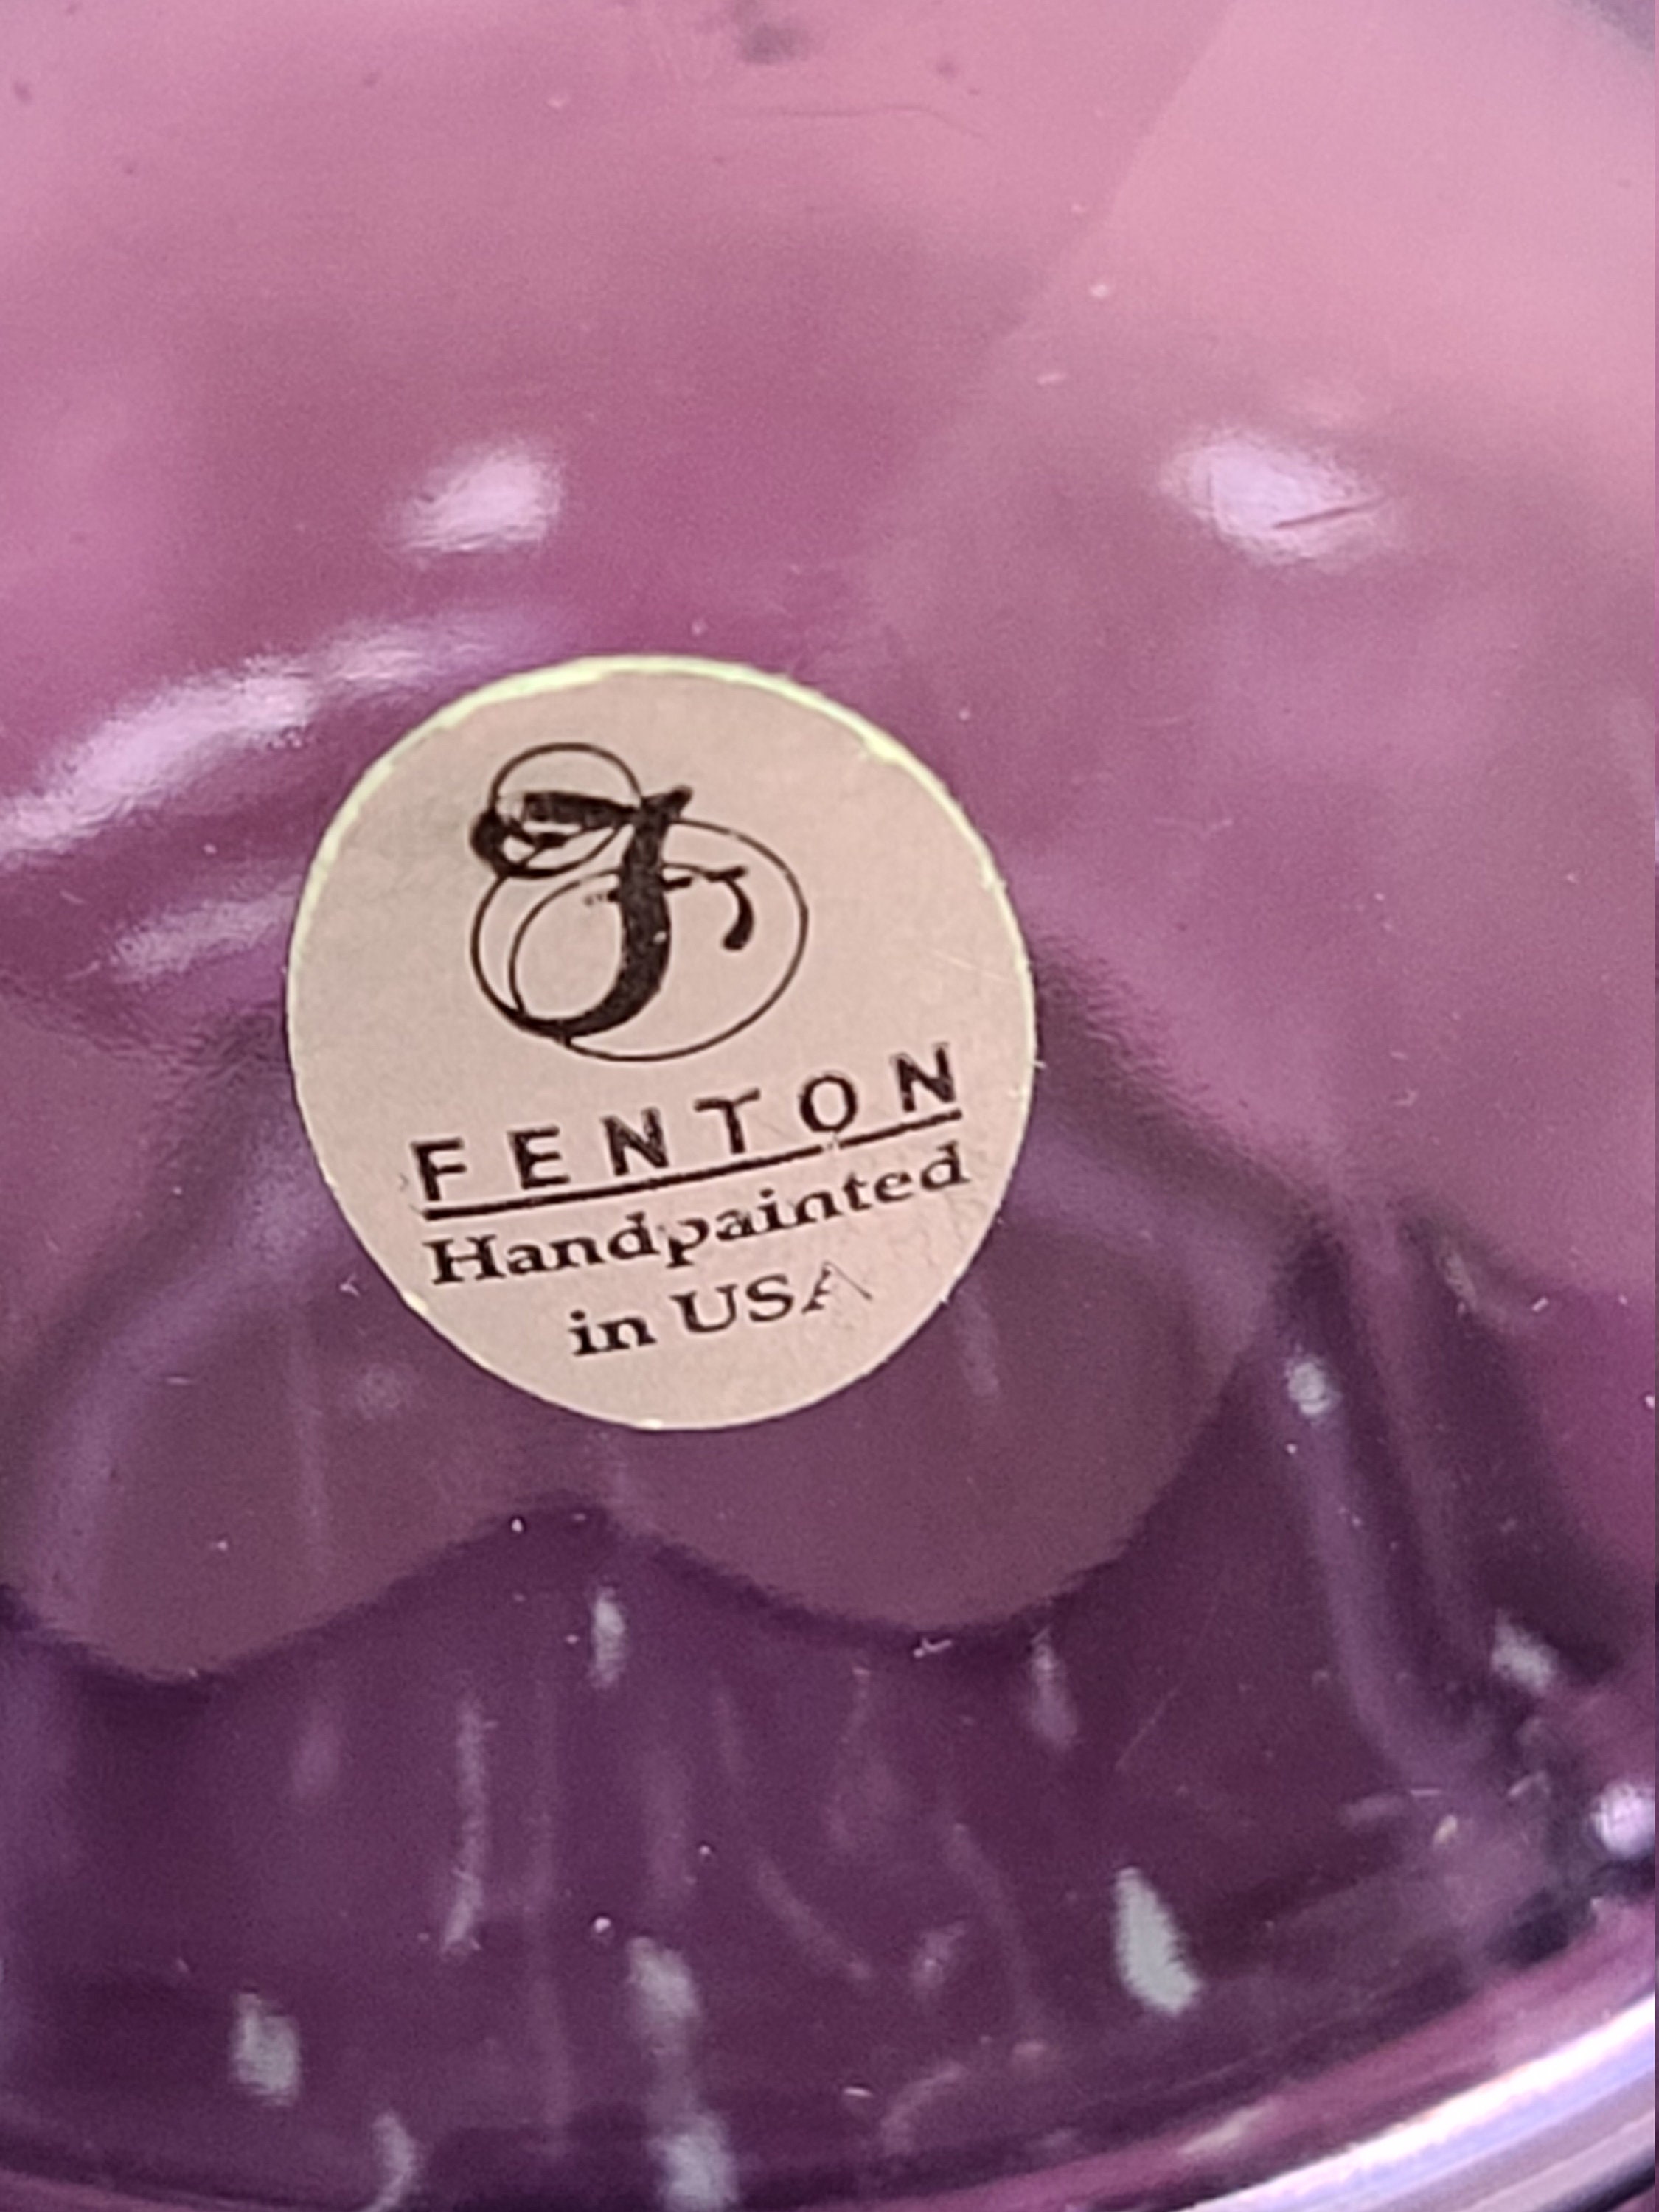 F
FENTON
Handpainted
in USA